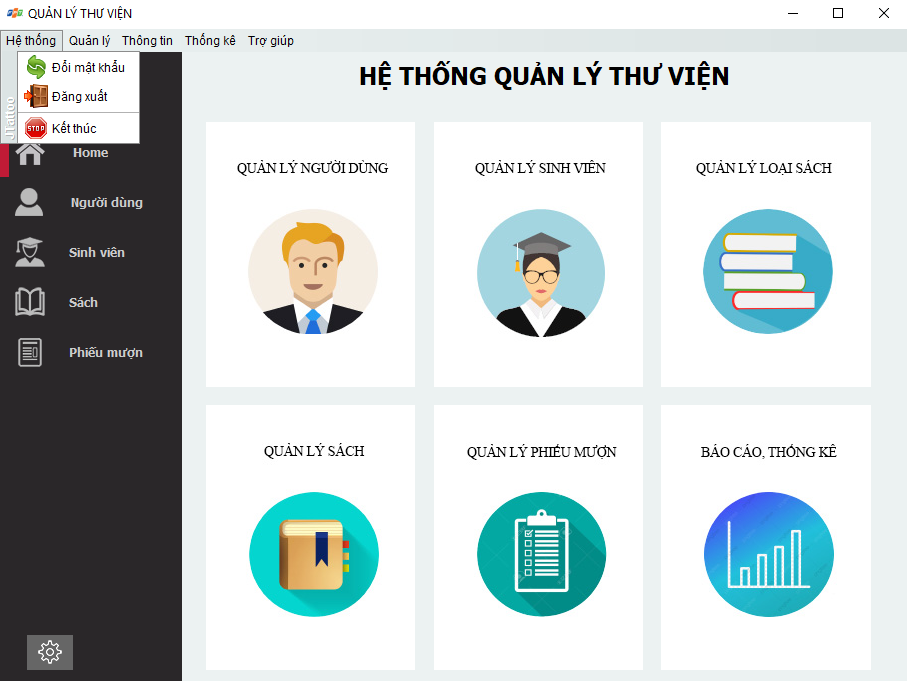 QUẢN LÝ THƯ VIỆN
Hệ thống Quản lý Thông tin Thống kê Trợ giúp
Đổi mật khẩu
Đăng xuất
Kết thúc
JTattoo
STOP
HỆ THỐNG QUẢN LÝ THƯ VIỆN
Home
Người dùng
Sinh viên
Sách
Phiếu mượn
QUẢN LÝ NGƯỜI DÙNG
QUẢN LÝ SINH VIÊN
QUẢN LÝ LOẠI SÁCH
QUẢN LÝ SÁCH
QUẢN LÝ PHIẾU MƯỢN
BÁO CÁO, THỐNG KÊ